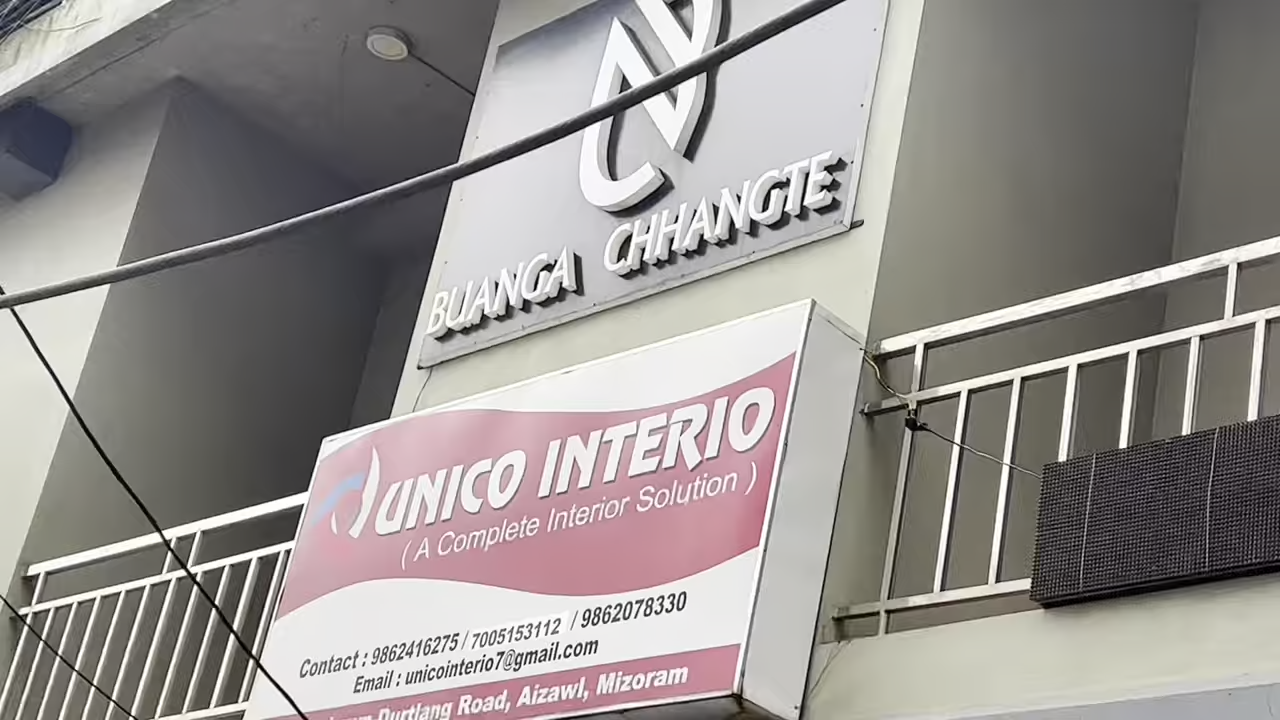 BUANGA CHHANGTE
UNICO INTERIO
( A Complete Interior Solution )
Contact : 9862416275 / 7005153112 / 9862078330
Email : unicointerio7@gmail.com
Durtlang Road, Aizawl, Mizoram